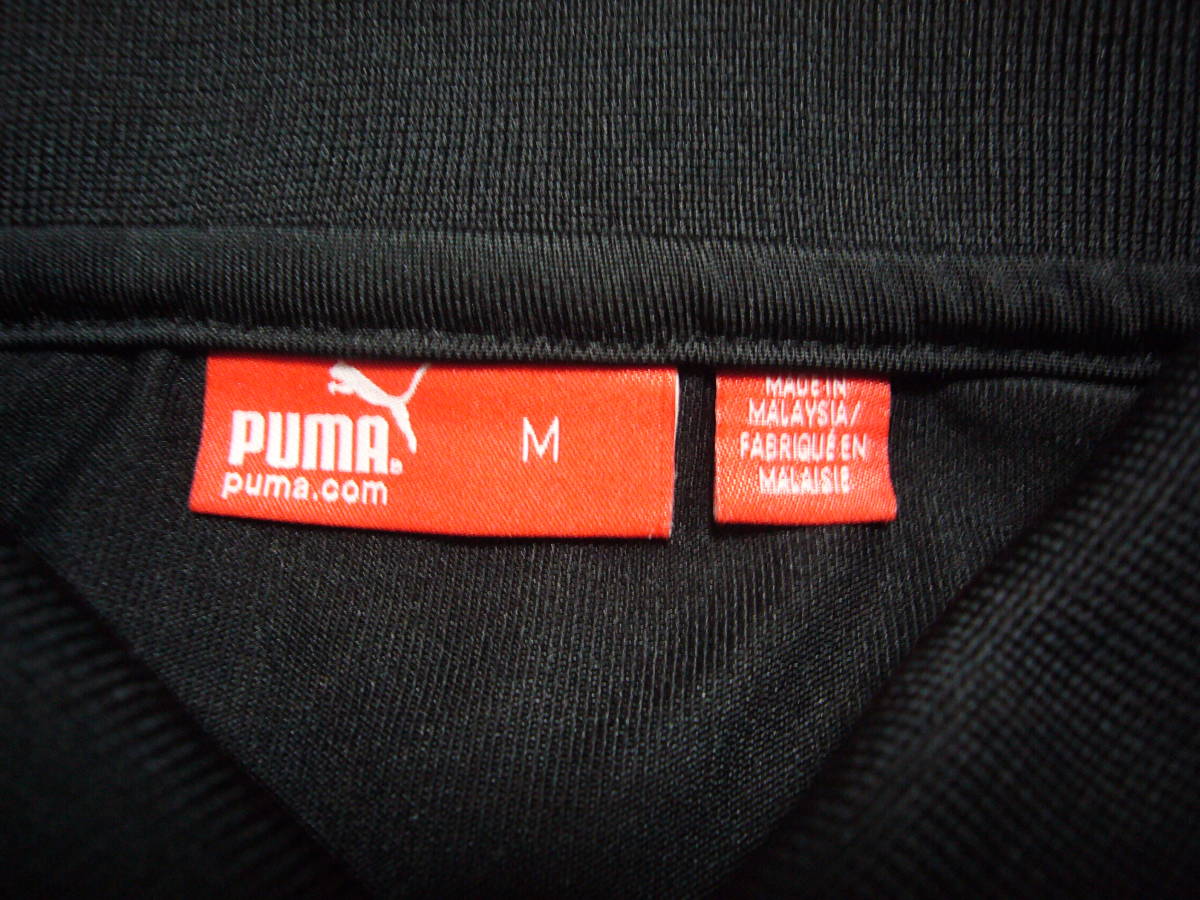 PUMA®
puma.com
M
MADE IN
MALAYSIA/
FABRIQUÉ EN
MALAISIE